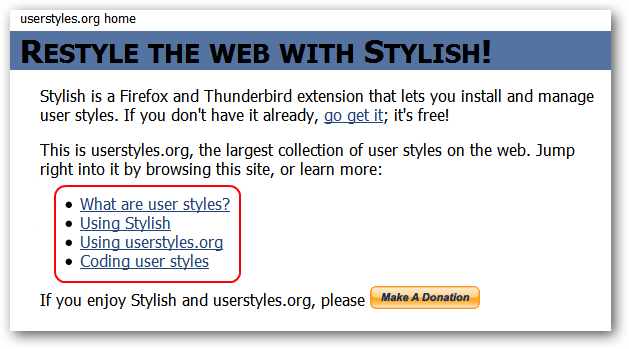 userstyles.org home
RESTYLE THE WEB WITH STYLISH!
Stylish is a Firefox and Thunderbird extension that lets you install and manage
user styles. If you don't have it already, go get it; it's free!
This is userstyles.org, the largest collection of user styles on the web. Jump
right into it by browsing this site, or learn more:
• What are user styles?
• Using Stylish
• Using userstyles.org
• Coding user styles
If you enjoy Stylish and userstyles.org, please Make A Donation